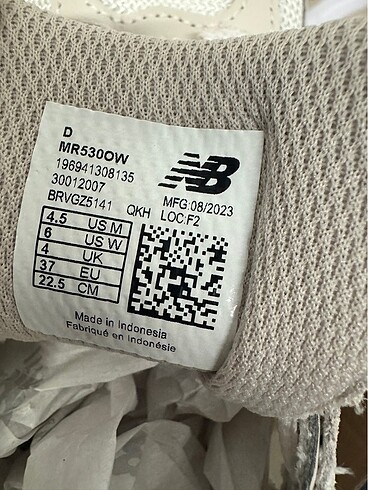 D
MR530OW
196941308135
30012007
BRVGZ5141 QKH
NB
MFG:08/2023
LOC:F2
4.5 US M
6 US W
4 UK
37 EU
22.5 CM
Made in Indonesia
Fabriqué en Indonésie